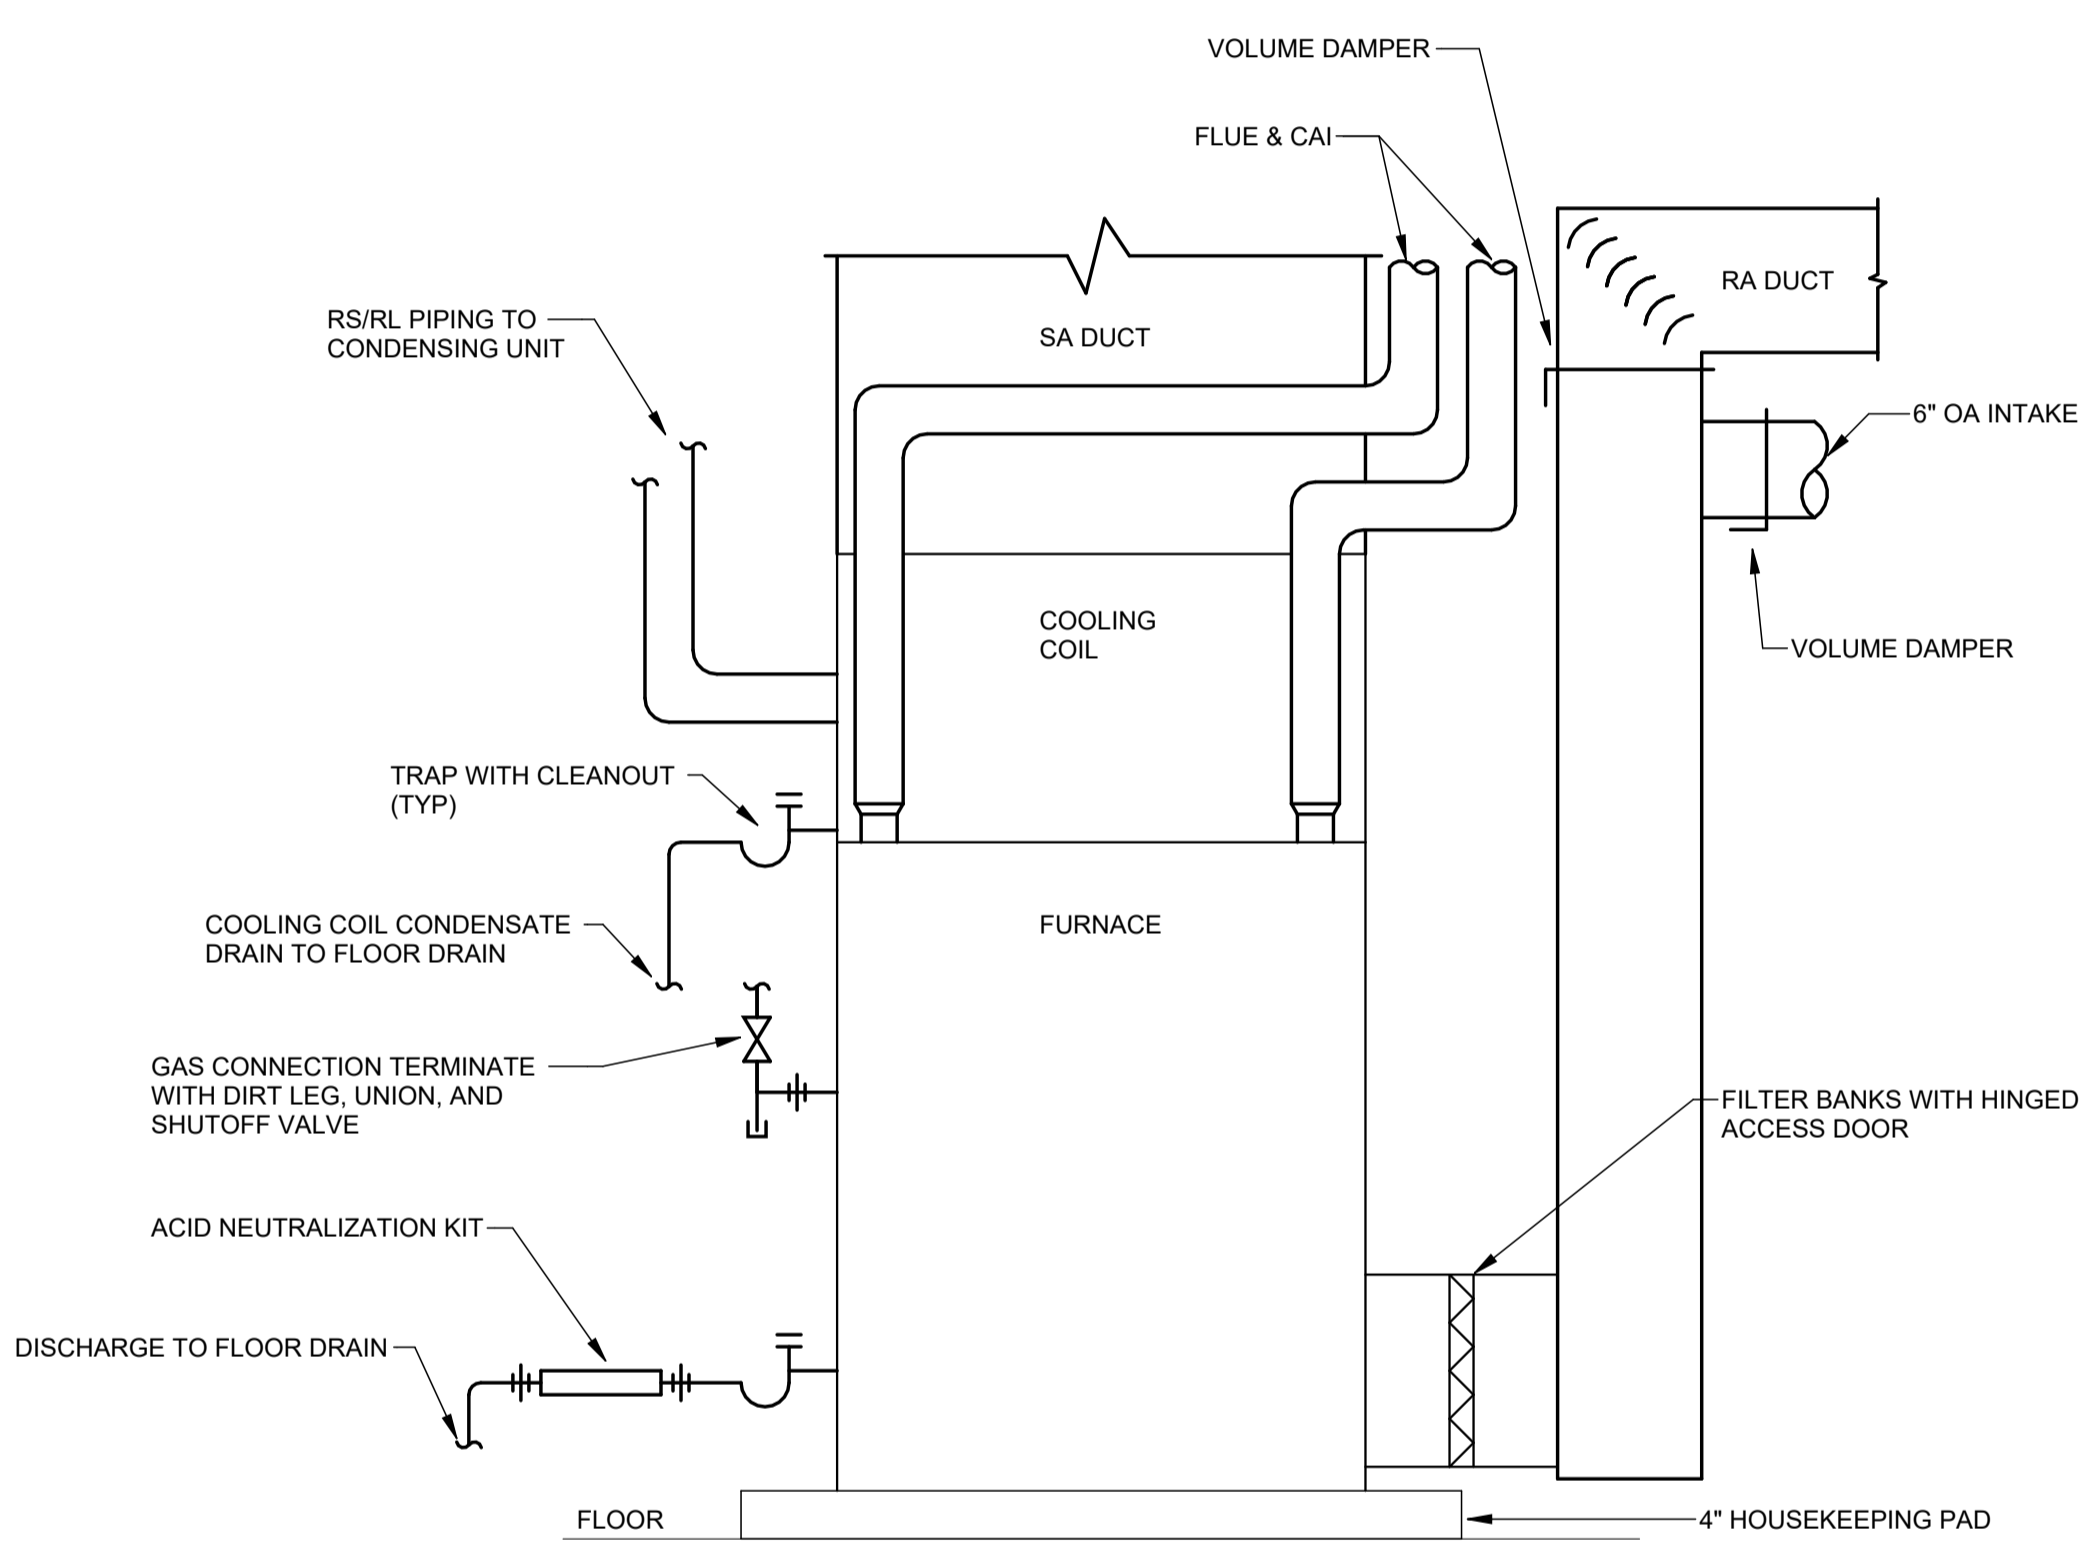 VOLUME DAMPER
FLUE & CAI
RA DUCT
RS/RL PIPING TO
CONDENSING UNIT
SA DUCT
6" OA INTAKE
COOLING
COIL
VOLUME DAMPER
TRAP WITH CLEANOUT
(TYP)
COOLING COIL CONDENSATE
DRAIN TO FLOOR DRAIN
FURNACE
GAS CONNECTION TERMINATE
WITH DIRT LEG, UNION, AND
SHUTOFF VALVE
FILTER BANKS WITH HINGED
ACCESS DOOR
ACID NEUTRALIZATION KIT
DISCHARGE TO FLOOR DRAIN
FLOOR
4" HOUSEKEEPING PAD